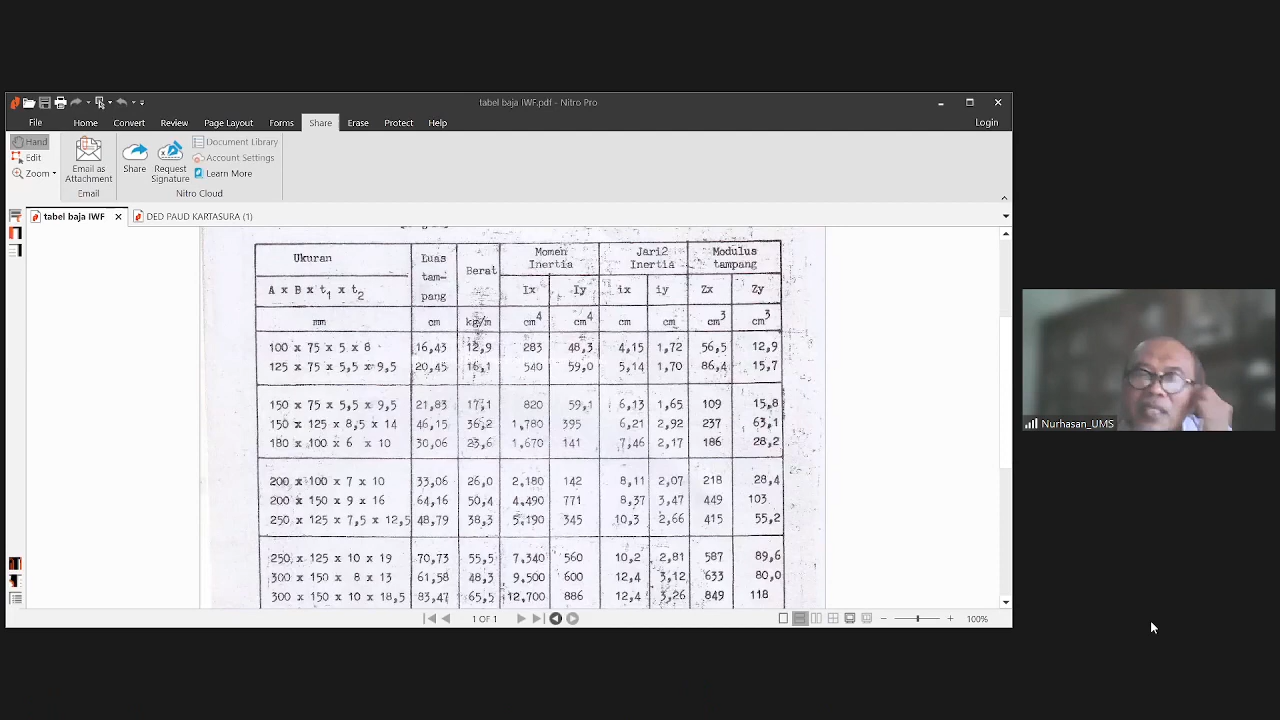 tabel baja IWF.pdf - Nitro Pro
File Home Convert Review Page Layout Forms Share Erase Protect Help Login
Hand
Edit
Zoom
Email as
Attachment
Email
Share
Request
Signature
Document Library
Account Settings
Learn More
Nitro Cloud
tabel baja IWF
DED PAUD KARTASURA (1)
Ukuran Luas tam- pang Berat Momen Inertia Jari2 Inertia Modulus tampang
A x B x t1 x t2 Ix Iy ix iy Zx Zy
mm cm kg/m cm4 cm4 cm cm cm3 cm3
100 x 75 x 5 x 8 16,43 12,9 283 48,3 4,15 1,72 56,5 12,9
125 x 75 x 5,5 x 9,5 20,45 16,1 540 59,0 5,14 1,70 86,4 15,7
150 x 75 x 5,5 x 9,5 21,83 17,1 820 59,1 6,13 1,65 109 15,8
150 x 125 x 8,5 x 14 46,15 36,2 1,780 395 6,21 2,92 237 63,1
180 x 100 x 6 x 10 30,06 23,6 1,670 141 7,46 2,17 186 28,2
200 x 100 x 7 x 10 33,06 26,0 2.180 142 8,11 2,07 218 28,4
200 x 150 x 9 x 16 64,16 50,4 4.490 771 8,37 3,47 449 103
250 x 125 x 7,5 x 12,5 48,79 38,3 5.190 345 10,3 2,66 415 55,2
250 x 125 x 10 x 19 70,73 55,5 7.340 560 10,2 2,81 587 89,6
300 x 150 x 8 x 13 61,58 48,3 9.500 600 12,4 3,12 633 80,0
300 x 150 x 10 x 18,5 83,47 65,5 12,700 886 12,4 3,26 849 118
1 OF 1
100%
Nurhasan_UMS